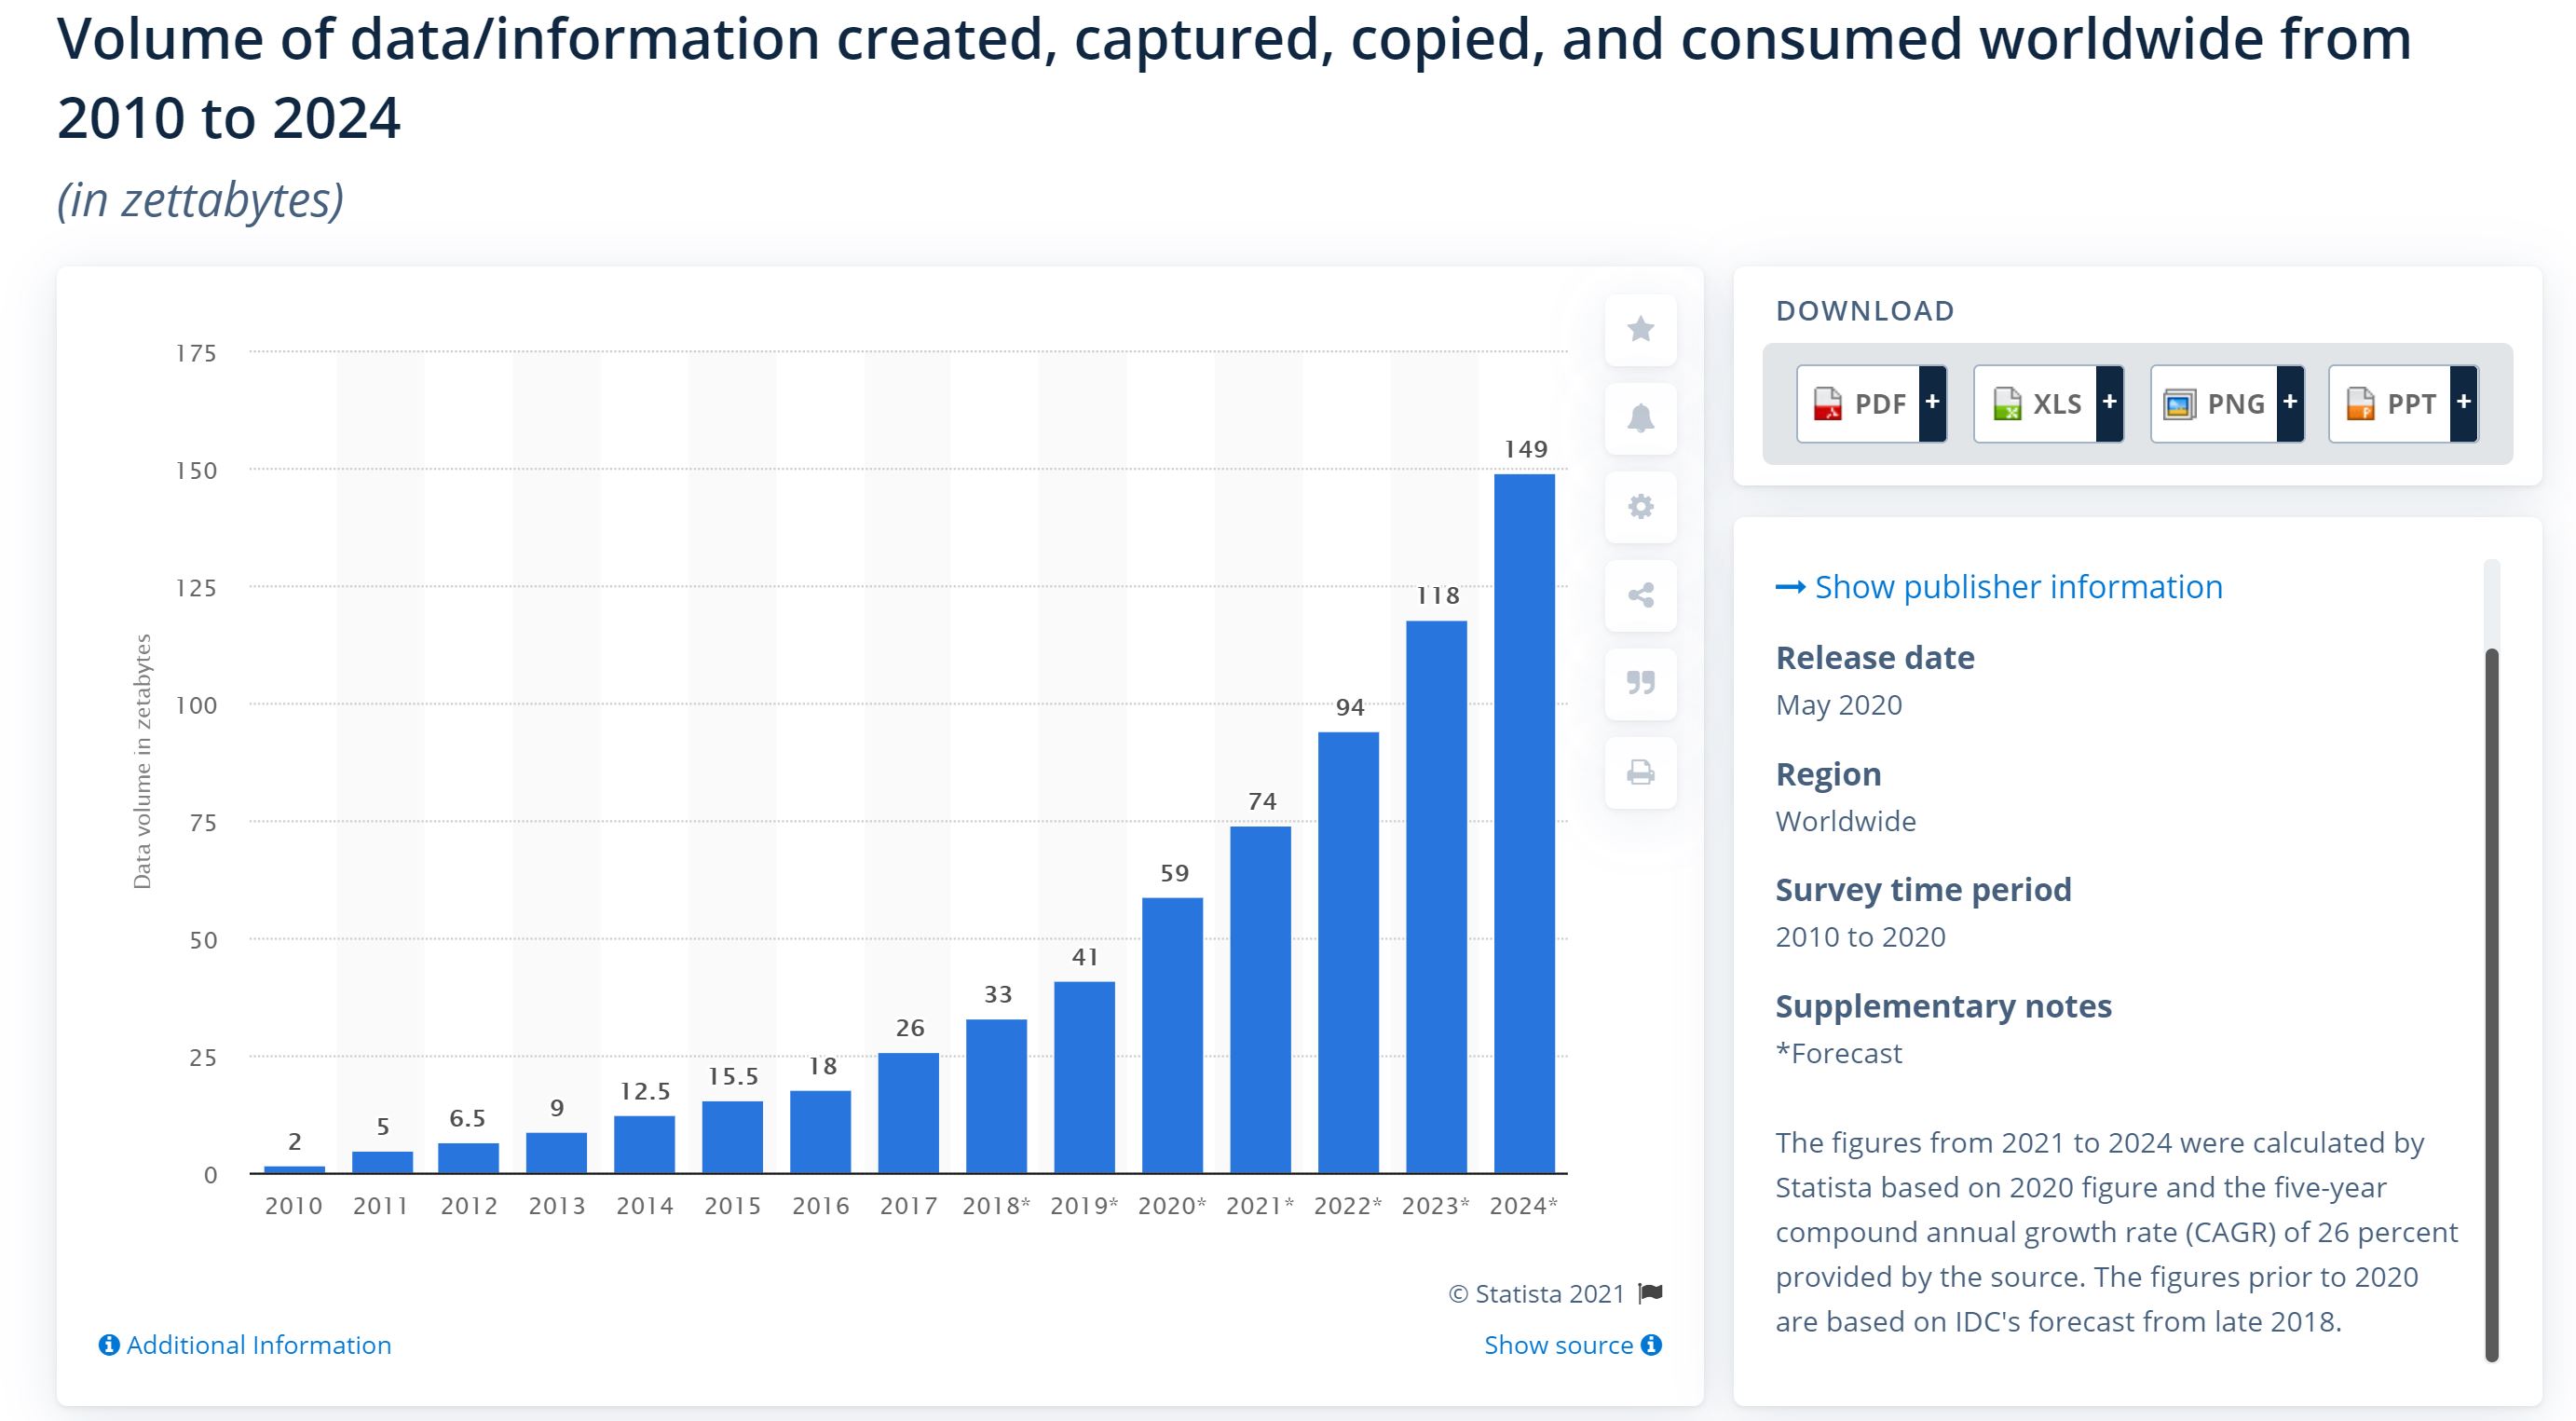 Volume of data/information created, captured, copied, and consumed worldwide from
2010 to 2024
(in zettabytes)
Data volume in zetabytes
175
150
125
100
75
50
25
0
2
5
6.5
9
12.5
15.5
18
26
33
41
59
74
94
118
149
2010 2011 2012 2013 2014 2015 2016 2017 2018* 2019* 2020* 2021* 2022* 2023* 2024*
© Statista 2021
Additional Information
Show source
DOWNLOAD
PDF + XLS + PNG + PPT +
Show publisher information
Release date
May 2020
Region
Worldwide
Survey time period
2010 to 2020
Supplementary notes
*Forecast
The figures from 2021 to 2024 were calculated by
Statista based on 2020 figure and the five-year
compound annual growth rate (CAGR) of 26 percent
provided by the source. The figures prior to 2020
are based on IDC's forecast from late 2018.